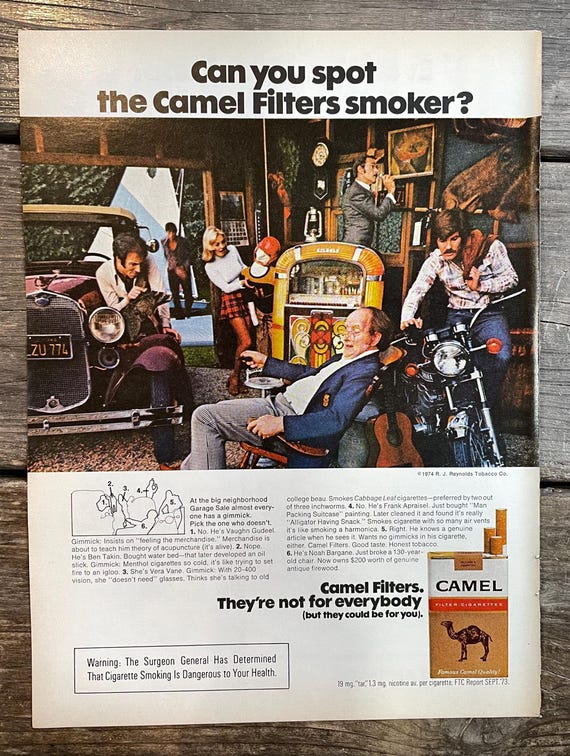 Can you spot
the Camel Filters smoker?
ZU 774
©1974 R. J. Reynolds Tobacco Co.
At the big neighborhood
Garage Sale almost every-
one has a gimmick.
Pick the one who doesn't.
1. No. He's Vaughn Gudeel.
Gimmick: Insists on "feeling the merchandise." Merchandise is
about to teach him theory of acupuncture (it's alive). 2. Nope.
He's Ben Takin. Bought water bed—that later developed an oil
slick. Gimmick: Menthol cigarettes so cold, it's like trying to set
fire to an igloo. 3. She's Vera Vane. Gimmick: With 20-400
vision, she "doesn't need" glasses. Thinks she's talking to old
college beau. Smokes Cabbage Leaf cigarettes—preferred by two out
of three inchworms. 4. No. He's Frank Apraisel. Just bought "Man
Packing Suitcase" painting. Later cleaned it and found it's really
"Alligator Having Snack." Smokes cigarette with so many air vents
it's like smoking a harmonica. 5. Right. He knows a genuine
article when he sees it. Wants no gimmicks in his cigarette,
either. Camel Filters. Good taste. Honest tobacco.
6. He's Noah Bargane. Just broke a 130-year-
old chair. Now owns $200 worth of genuine
antique firewood.
1.
2.
3.
4.
5.
6.
Camel Filters.
They're not for everybody
(but they could be for you).
CAMEL
FILTER CIGARETTES
Famous Camel Quality!
Warning: The Surgeon General Has Determined
That Cigarette Smoking Is Dangerous to Your Health.
19 mg. "tar," 1.3 mg. nicotine av. per cigarette, FTC Report SEPT. '73.